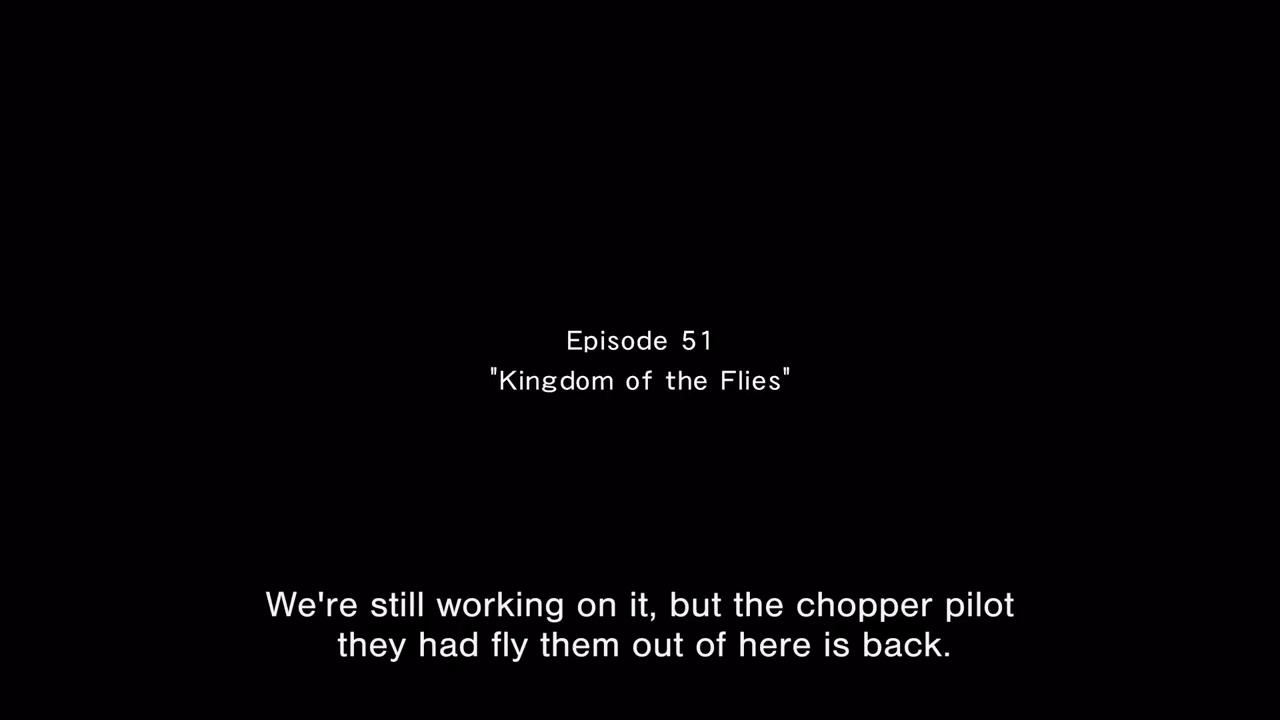 Episode 51
"Kingdom of the Flies"
We're still working on it, but the chopper pilot
they had fly them out of here is back.